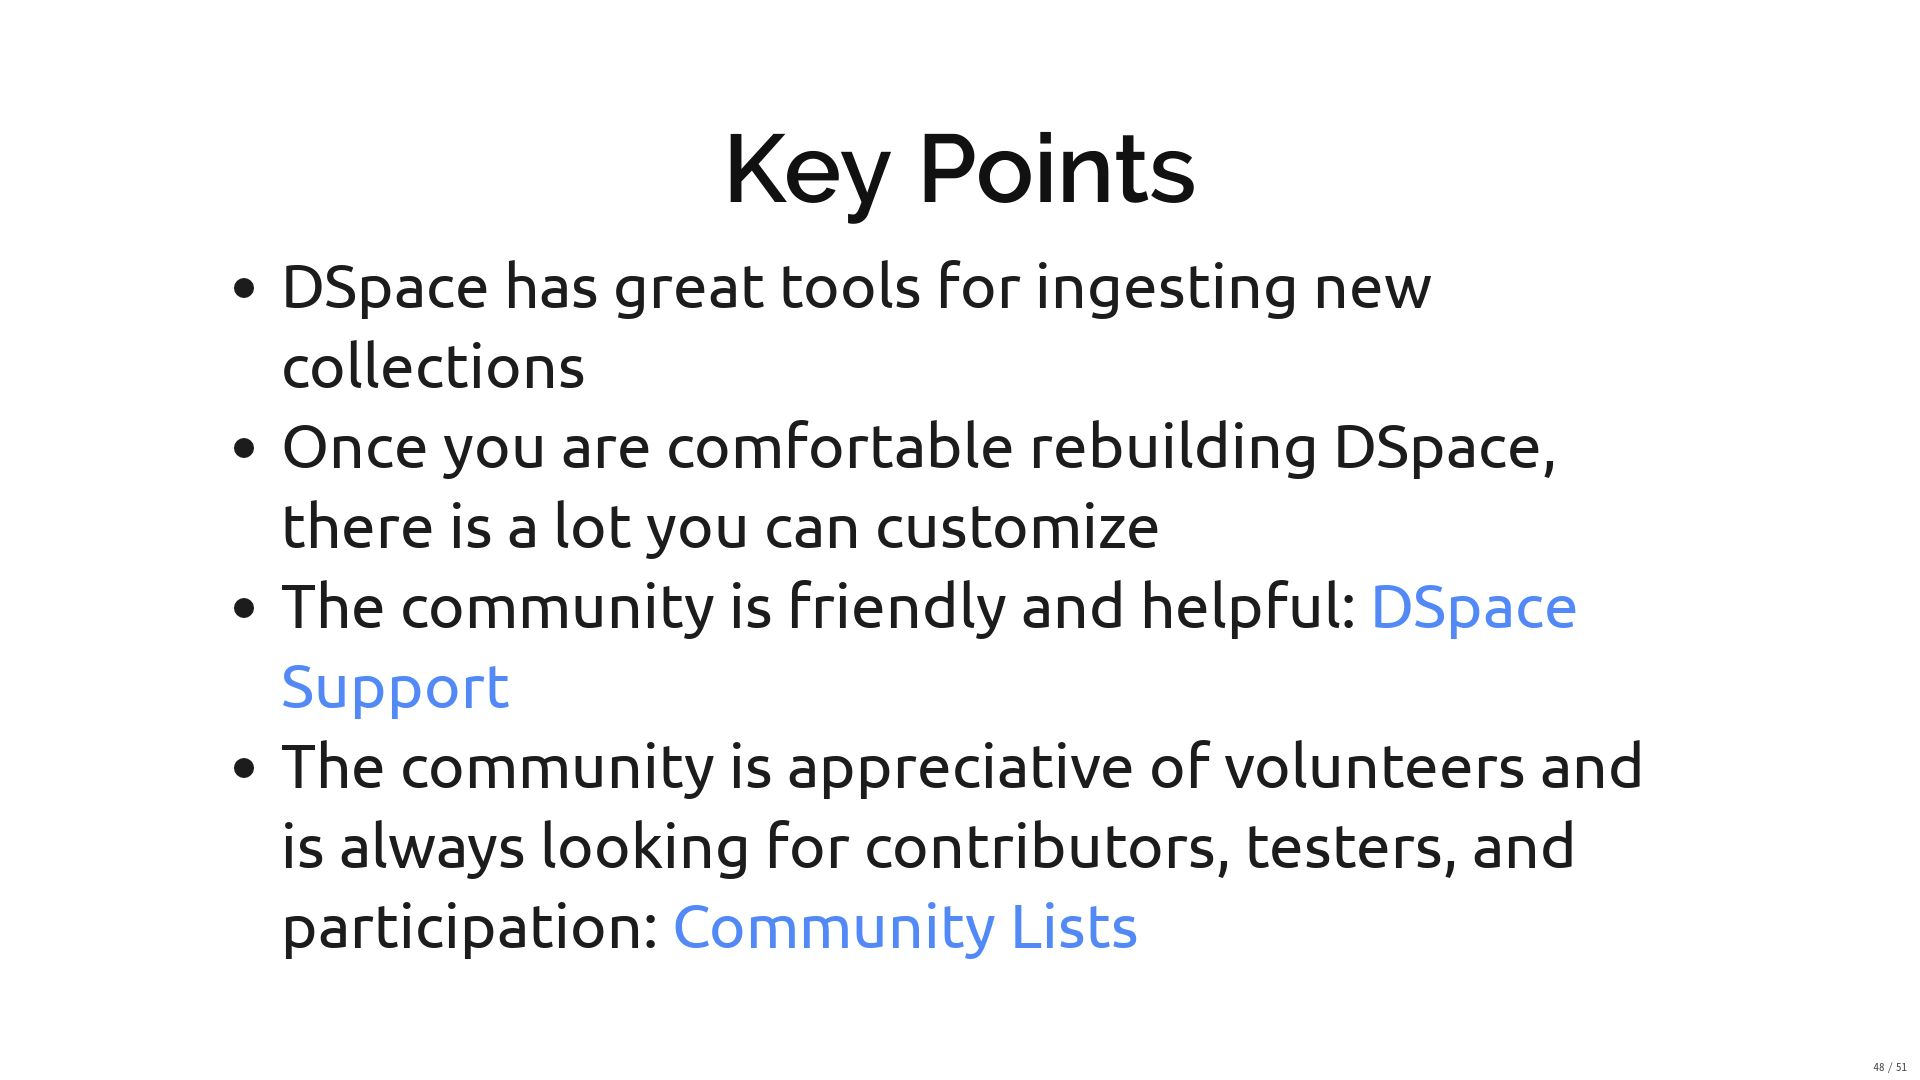 Key Points
• DSpace has great tools for ingesting new
collections
• Once you are comfortable rebuilding DSpace,
there is a lot you can customize
• The community is friendly and helpful: DSpace
Support
• The community is appreciative of volunteers and
is always looking for contributors, testers, and
participation: Community Lists
48 / 51